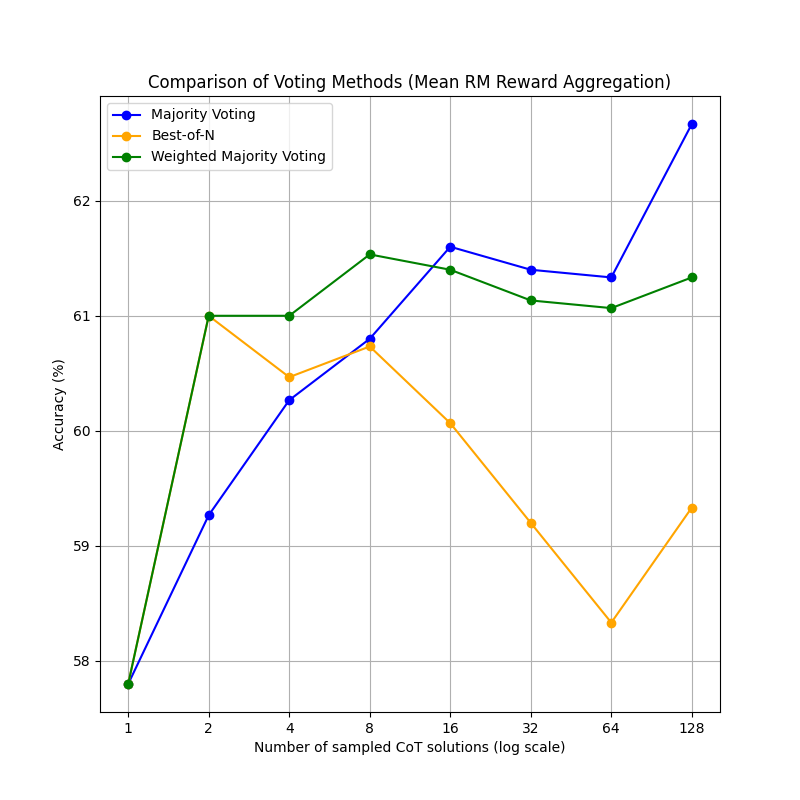 Comparison of Voting Methods (Mean RM Reward Aggregation)
Majority Voting
Best-of-N
Weighted Majority Voting
Accuracy (%)
62
61
60
59
58
1 2 4 8 16 32 64 128
Number of sampled CoT solutions (log scale)